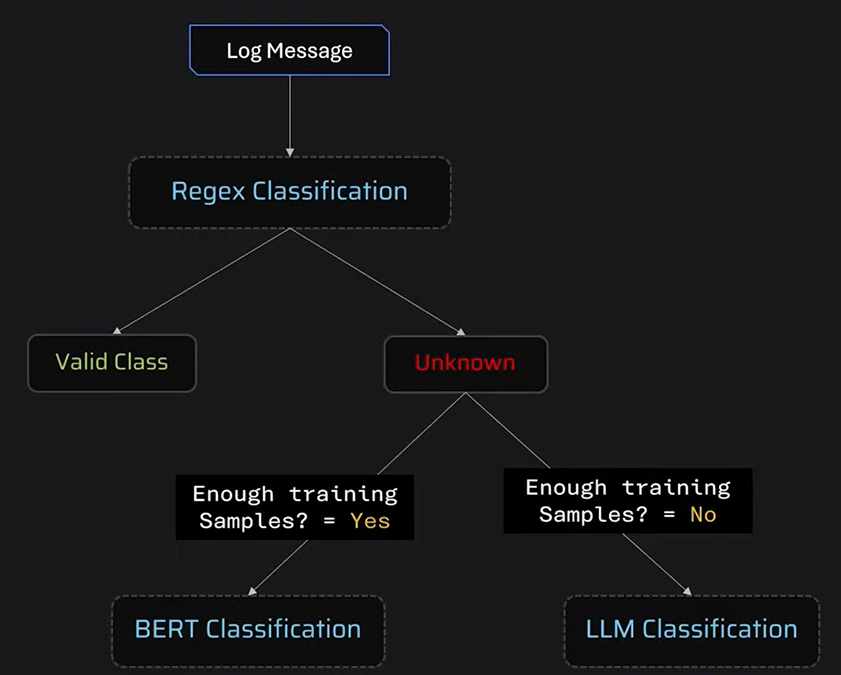 Log Message
Regex Classification
Valid Class
Unknown
Enough training
Samples? = Yes
Enough training
Samples? = No
BERT Classification
LLM Classification